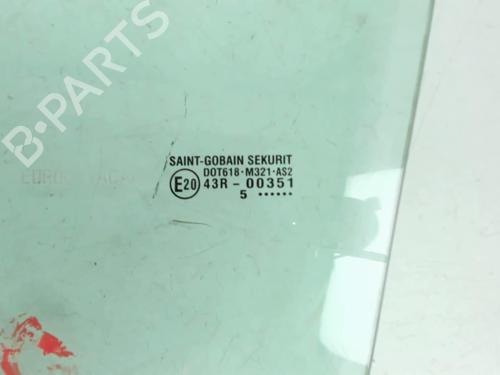 B-PARTS
SAINT-GOBAIN SEKURIT
DOT618·M321·AS2
E20 43R-00351
5 ••••••